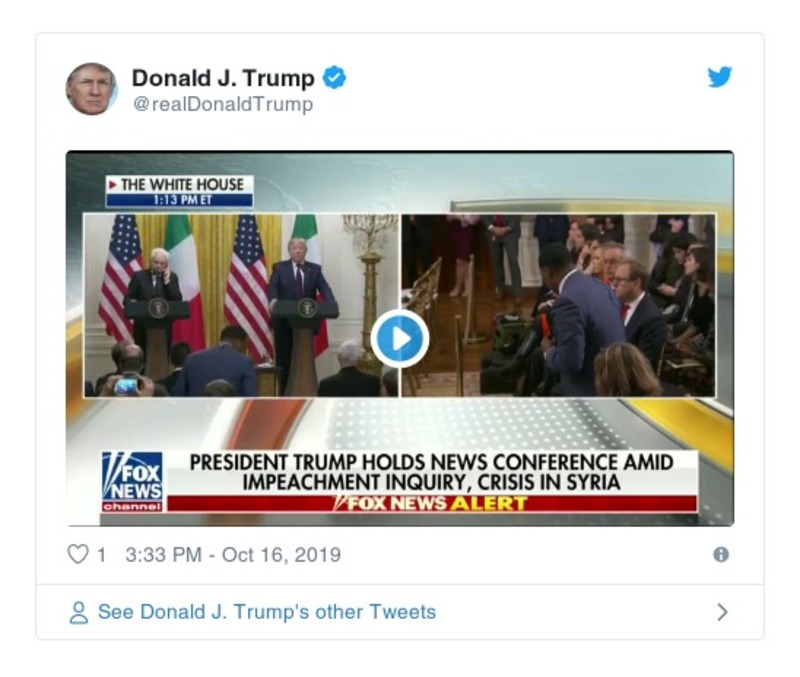 Donald J. Trump
@realDonaldTrump
THE WHITE HOUSE
1:13 PM ET
PRESIDENT TRUMP HOLDS NEWS CONFERENCE AMID
IMPEACHMENT INQUIRY, CRISIS IN SYRIA
FOX
NEWS
channel
FOX NEWS ALERT
1 3:33 PM - Oct 16, 2019
See Donald J. Trump's other Tweets